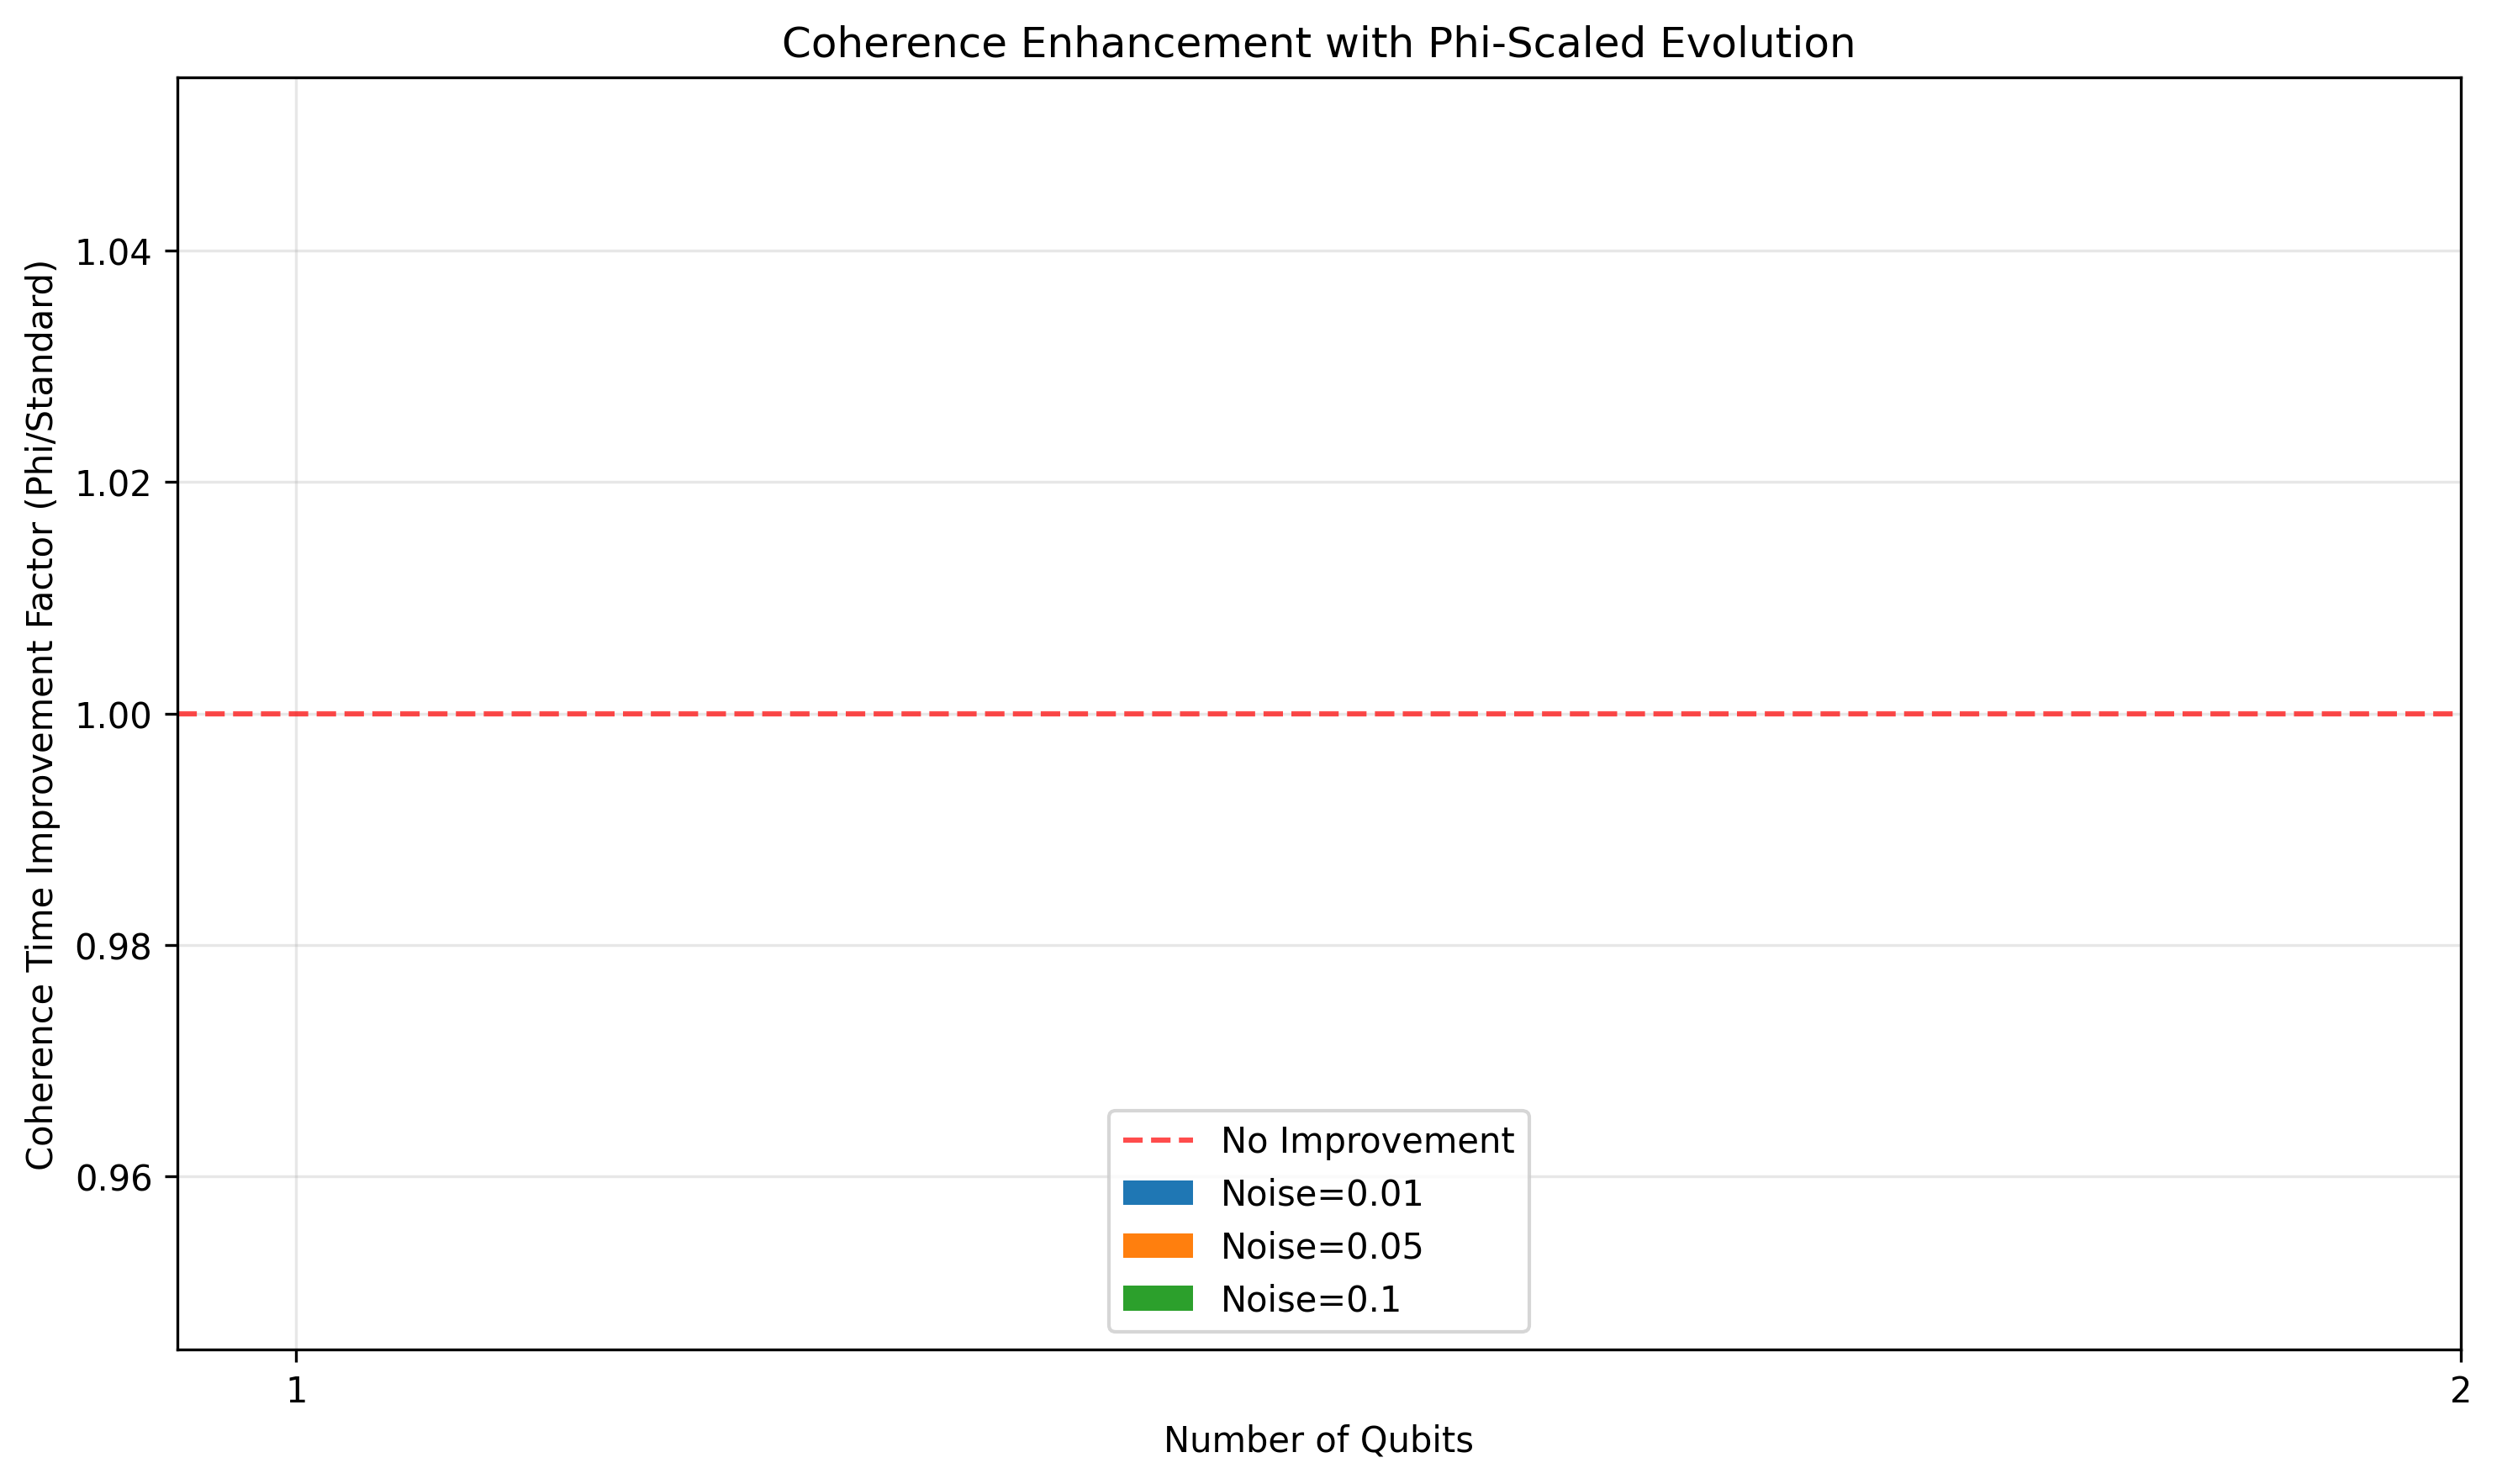 Coherence Enhancement with Phi-Scaled Evolution
Coherence Time Improvement Factor (Phi/Standard)
1.04
1.02
1.00
0.98
0.96
No Improvement
Noise=0.01
Noise=0.05
Noise=0.1
1
2
Number of Qubits